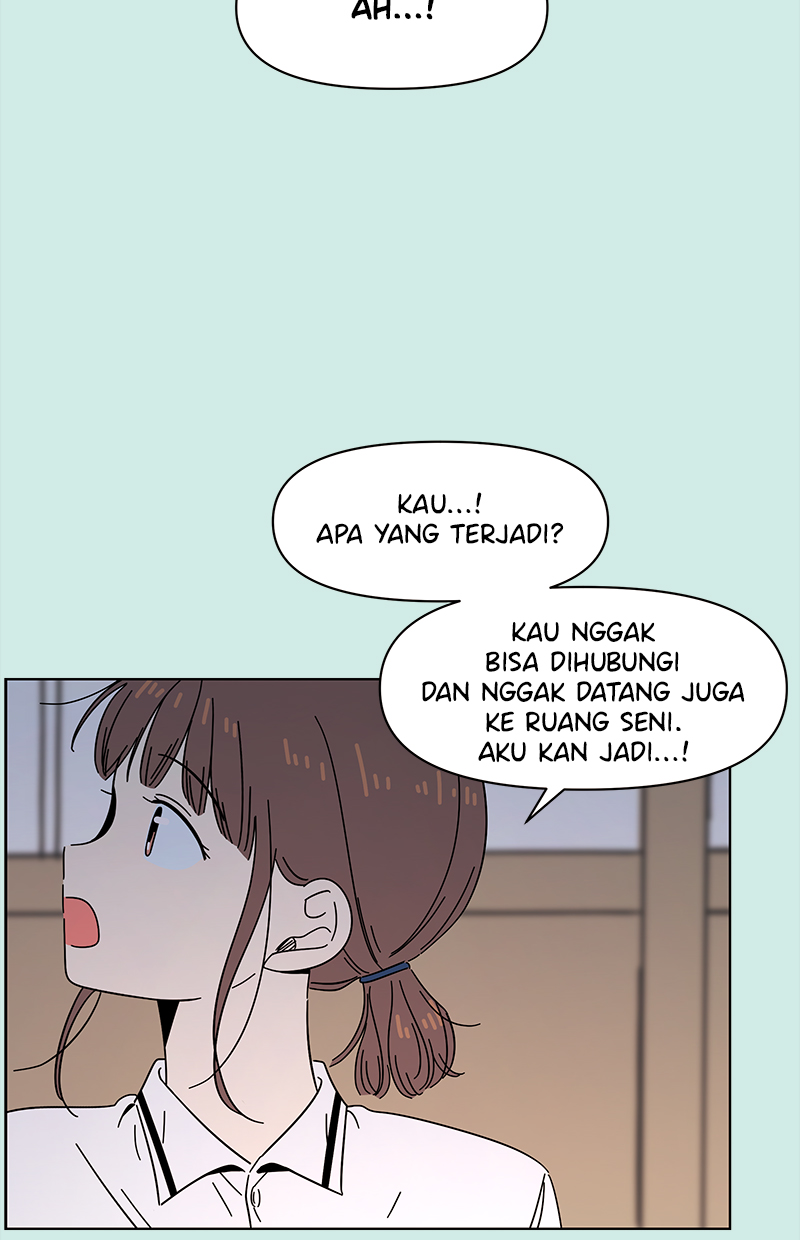 AH...!
KAU...!
APA YANG TERJADI?
KAU NGGAK
BISA DIHUBUNGI
DAN NGGAK DATANG JUGA
KE RUANG SENI.
AKU KAN JADI...!